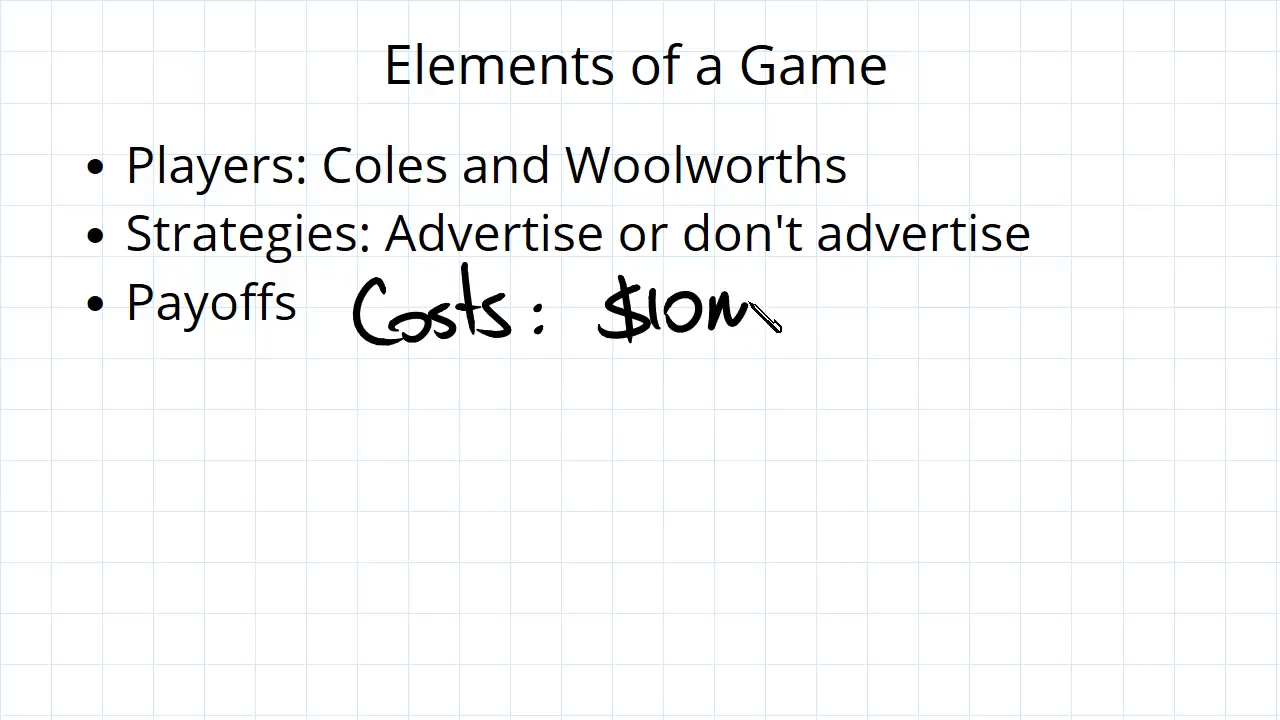 Elements of a Game
• Players: Coles and Woolworths
• Strategies: Advertise or don't advertise
• Payoffs Costs: $10m